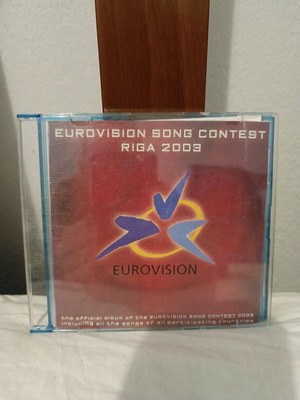 EUROVISION SONG CONTEST
RIGA 2003
EUROVISION
the official album of the EUROVISION SONG CONTEST 2003
including all the songs of all participating countries